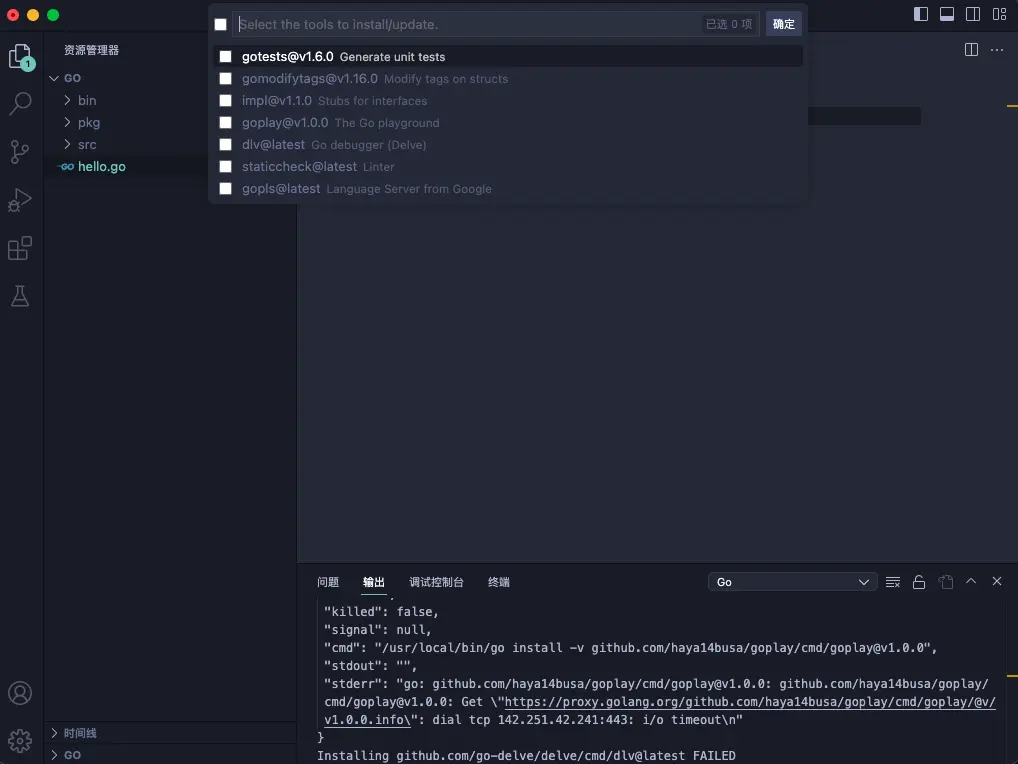 Select the tools to install/update.
已选 0 项
确定
gotests@v1.6.0 Generate unit tests
gomodifytags@v1.16.0 Modify tags on structs
impl@v1.1.0 Stubs for interfaces
goplay@v1.0.0 The Go playground
dlv@latest Go debugger (Delve)
staticcheck@latest Linter
gopls@latest Language Server from Google
1
资源管理器
GO
bin
pkg
src
GO hello.go
时间线
GO
问题 输出 调试控制台 终端
Go
"killed": false,
"signal": null,
"cmd": "/usr/local/bin/go install -v github.com/haya14busa/goplay/cmd/goplay@v1.0.0",
"stdout": "",
"stderr": "go: github.com/haya14busa/goplay/cmd/goplay@v1.0.0: github.com/haya14busa/goplay/
cmd/goplay@v1.0.0: Get \"https://proxy.golang.org/github.com/haya14busa/goplay/cmd/goplay/@v/
v1.0.0.info\": dial tcp 142.251.42.241:443: i/o timeout\n"
}
Installing github.com/go-delve/delve/cmd/dlv@latest FAILED